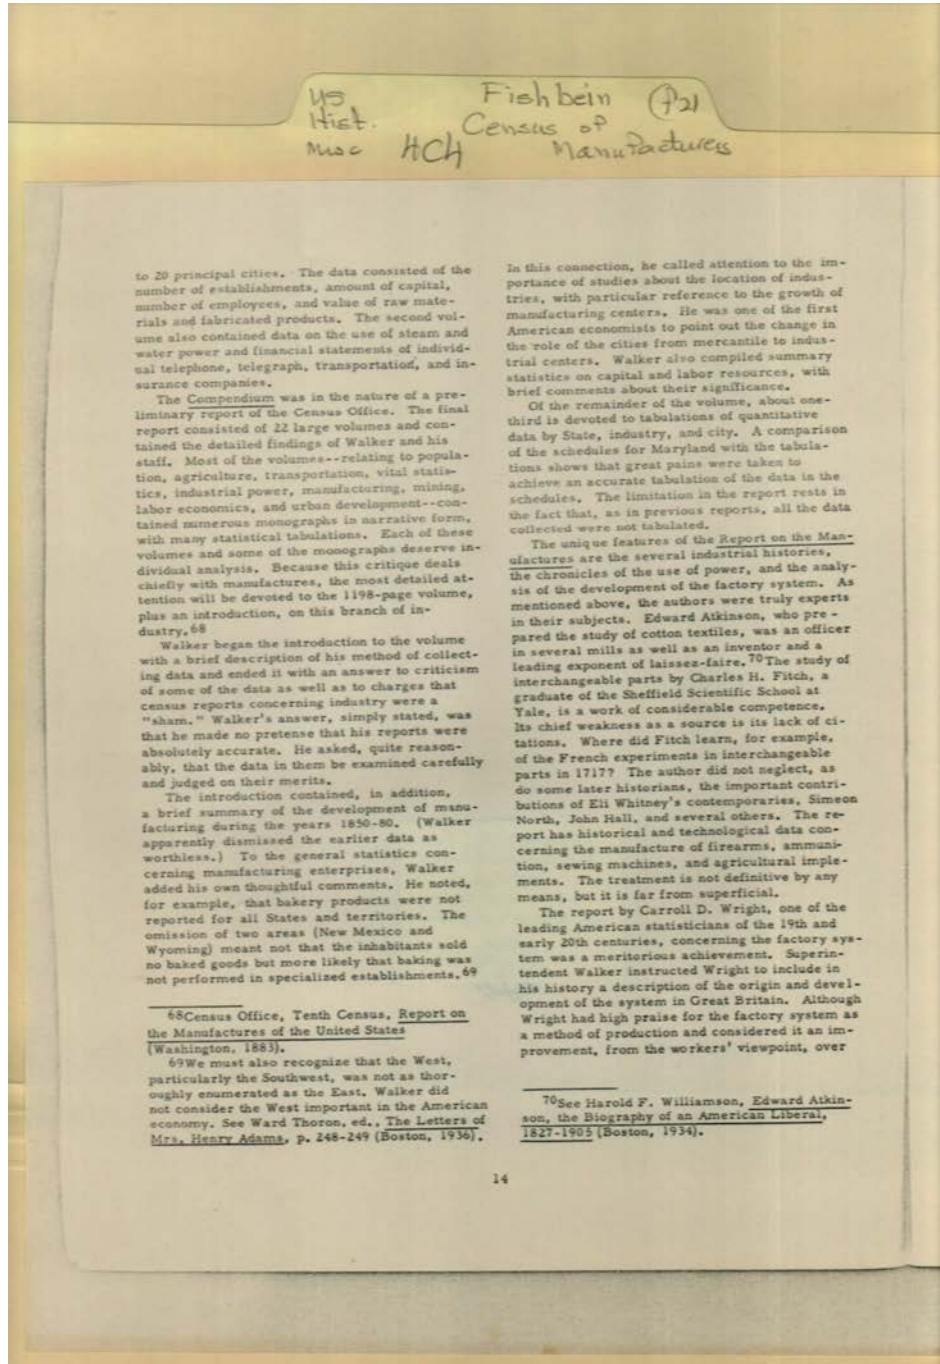 US Fishbein (P21)
Hist. Census of
Misc HCH Manufacturers
to 20 principal cities. The data consisted of the
number of establishments, amount of capital,
number of employees, and value of raw mate-
rials and fabricated products. The second vol-
ume also contained data on the use of steam and
water power and financial statements of individ-
ual telephone, telegraph, transportation, and in-
surance companies.
The Compendium was in the nature of a pre-
liminary report of the Census Office. The final
report consisted of 22 large volumes and con-
tained the detailed findings of Walker and his
staff. Most of the volumes--relating to popula-
tion, agriculture, transportation, vital statis-
tics, industrial power, manufacturing, mining,
labor economics, and urban development--con-
tained numerous monographs in narrative form,
with many statistical tabulations. Each of these
volumes and some of the monographs deserve in-
dividual analysis. Because this critique deals
chiefly with manufactures, the most detailed at-
tention will be devoted to the 1198-page volume,
plus an introduction, on this branch of in-
dustry.68
Walker began the introduction to the volume
with a brief description of his method of collect-
ing data and ended it with an answer to criticism
of some of the data as well as to charges that
census reports concerning industry were a
"sham." Walker's answer, simply stated, was
that he made no pretense that his reports were
absolutely accurate. He asked, quite reason-
ably, that the data in them be examined carefully
and judged on their merits.
The introduction contained, in addition,
a brief summary of the development of manu-
facturing during the years 1850-80. (Walker
apparently dismissed the earlier data as
worthless.) To the general statistics con-
cerning manufacturing enterprises, Walker
added his own thoughtful comments. He noted,
for example, that bakery products were not
reported for all States and territories. The
omission of two areas (New Mexico and
Wyoming) meant not that the inhabitants sold
no baked goods but more likely that baking was
not performed in specialized establishments.69
68Census Office, Tenth Census, Report on
the Manufactures of the United States
(Washington, 1883).
69We must also recognize that the West,
particularly the Southwest, was not as thor-
oughly enumerated as the East. Walker did
not consider the West important in the American
economy. See Ward Thoron, ed., The Letters of
Mrs. Henry Adams, p. 248-249 (Boston, 1936).
In this connection, he called attention to the im-
portance of studies about the location of indus-
tries, with particular reference to the growth of
manufacturing centers. He was one of the first
American economists to point out the change in
the role of the cities from mercantile to indus-
trial centers. Walker also compiled summary
statistics on capital and labor resources, with
brief comments about their significance.
Of the remainder of the volume, about one-
third is devoted to tabulations of quantitative
data by State, industry, and city. A comparison
of the schedules for Maryland with the tabula-
tions shows that great pains were taken to
achieve an accurate tabulation of the data in the
schedules. The limitation in the report rests in
the fact that, as in previous reports, all the data
collected were not tabulated.
The unique features of the Report on the Man-
ufactures are the several industrial histories,
the chronicles of the use of power, and the analy-
sis of the development of the factory system. As
mentioned above, the authors were truly experts
in their subjects. Edward Atkinson, who pre-
pared the study of cotton textiles, was an officer
in several mills as well as an inventor and a
leading exponent of laissez-faire.70 The study of
interchangeable parts by Charles H. Fitch, a
graduate of the Sheffield Scientific School at
Yale, is a work of considerable competence.
Its chief weakness as a source is its lack of ci-
tations. Where did Fitch learn, for example,
of the French experiments in interchangeable
parts in 1717? The author did not neglect, as
do some later historians, the important contri-
butions of Eli Whitney's contemporaries, Simeon
North, John Hall, and several others. The re-
port has historical and technological data con-
cerning the manufacture of firearms, ammuni-
tion, sewing machines, and agricultural imple-
ments. The treatment is not definitive by any
means, but it is far from superficial.
The report by Carroll D. Wright, one of the
leading American statisticians of the 19th and
early 20th centuries, concerning the factory sys-
tem was a meritorious achievement. Superin-
tendent Walker instructed Wright to include in
his history a description of the origin and devel-
opment of the system in Great Britain. Although
Wright had high praise for the factory system as
a method of production and considered it an im-
provement, from the workers' viewpoint, over
70See Harold F. Williamson, Edward Atkin-
son, the Biography of an American Liberal,
1827-1905 (Boston, 1934).
14